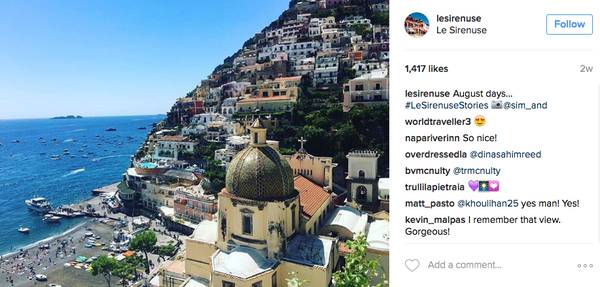 lesirenuse
Le Sirenuse
Follow
1,417 likes
2w
lesirenuse August days...
#LeSirenuseStories 📷@sim_and
worldtraveller3 😍
napariverinn So nice!
overdressedla @dinasahimreed
bvmcnulty @trmcnulty
trullilapietraia 💜🎇💟
matt_pasto @khoulihan25 yes man! Yes!
kevin_malpas I remember that view.
Gorgeous!
Add a comment...